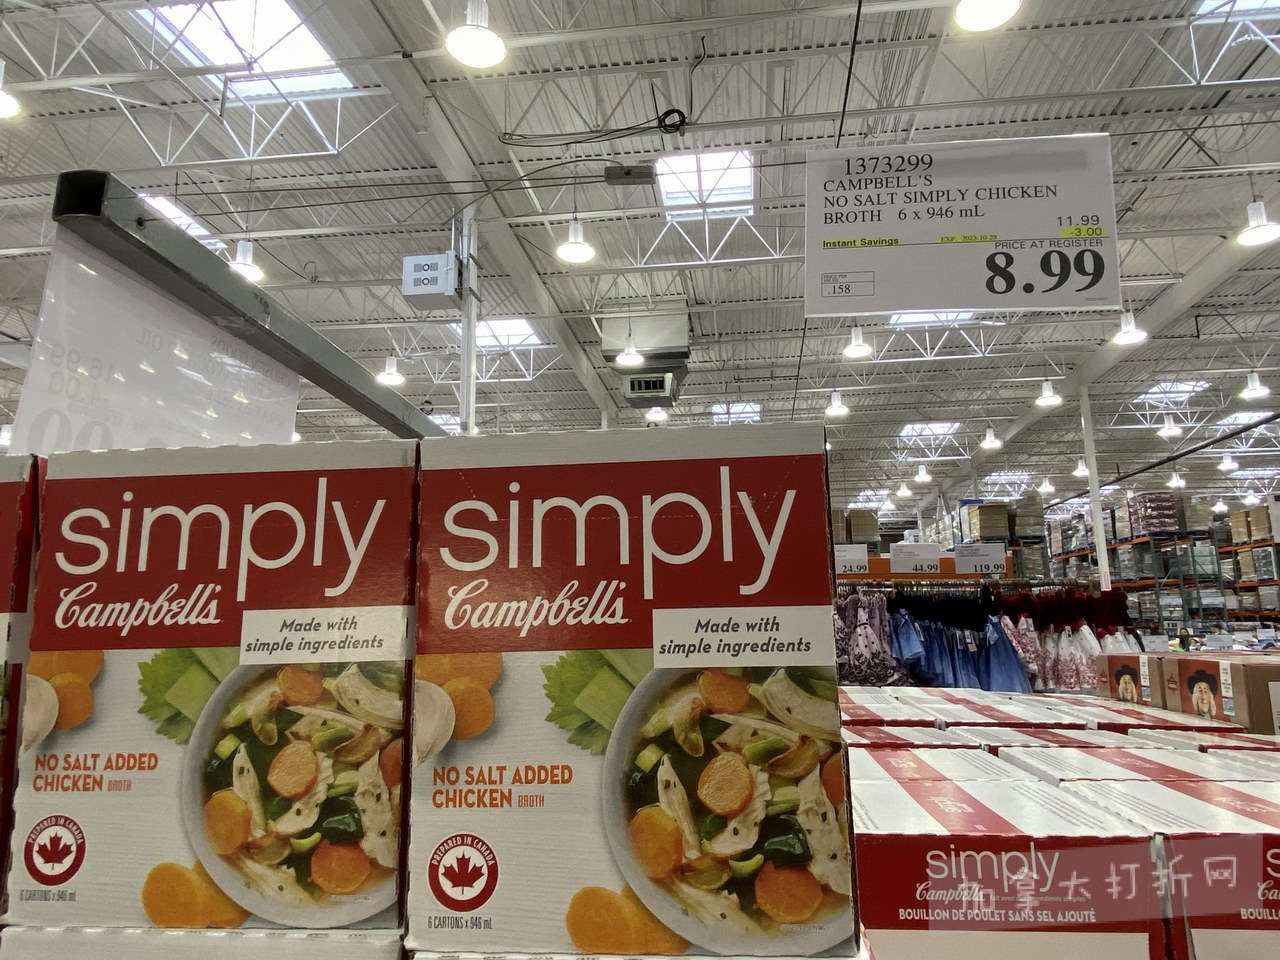 1373299
CAMPBELL'S
NO SALT SIMPLY CHICKEN
BROTH 6 x 946 mL
11.99
Instant Savings EXP. 2023-10-29 -3.00
PRICE AT REGISTER
8.99
.158
24.99
44.99
119.99
simply
Campbell's
Made with
simple ingredients
NO SALT ADDED
CHICKEN BROTH
PREPARED IN CANADA
6 CARTONS x 946 mL
simply
Campbell's
Made with
simple ingredients
NO SALT ADDED
CHICKEN BROTH
PREPARED IN CANADA
6 CARTONS x 946 mL
simply
Campbell's
BOUILLON DE POULET SANS SEL AJOUTÉ
加拿大打折网